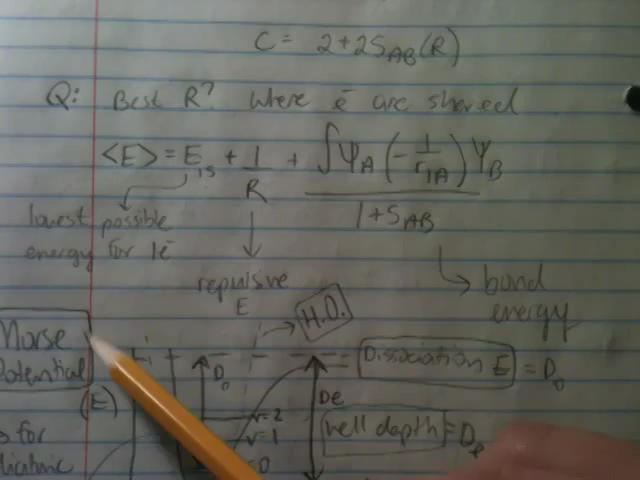 C = 2+2S_AB(R)
Q: Best R? Where e⁻ are shared
<E> = E_1s + 1/R + ∫ψ_A (-1/r_1A) ψ_B / 1+S_AB
lowest possible
energy for 1e⁻
repulsive
E
bond
energy
H.O.
Morse
Potential
(E)
D_0
Dissociation E = D_0
v=2
v=1
=0
De
well depth = D_e
for